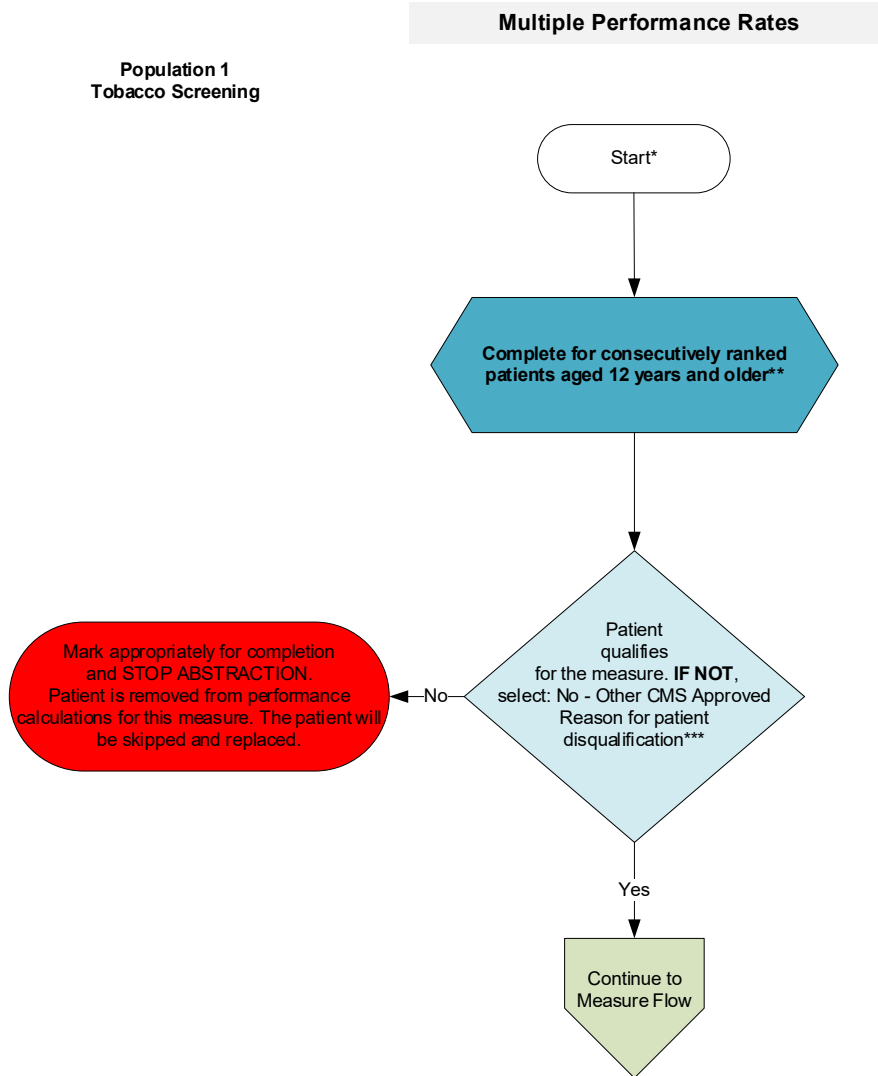 Multiple Performance Rates
Population 1
Tobacco Screening
Start*
Complete for consecutively ranked
patients aged 12 years and older**
Patient
qualifies
for the measure. IF NOT,
select: No - Other CMS Approved
Reason for patient
disqualification***
No
Mark appropriately for completion
and STOP ABSTRACTION.
Patient is removed from performance
calculations for this measure. The patient will
be skipped and replaced.
Yes
Continue to
Measure Flow